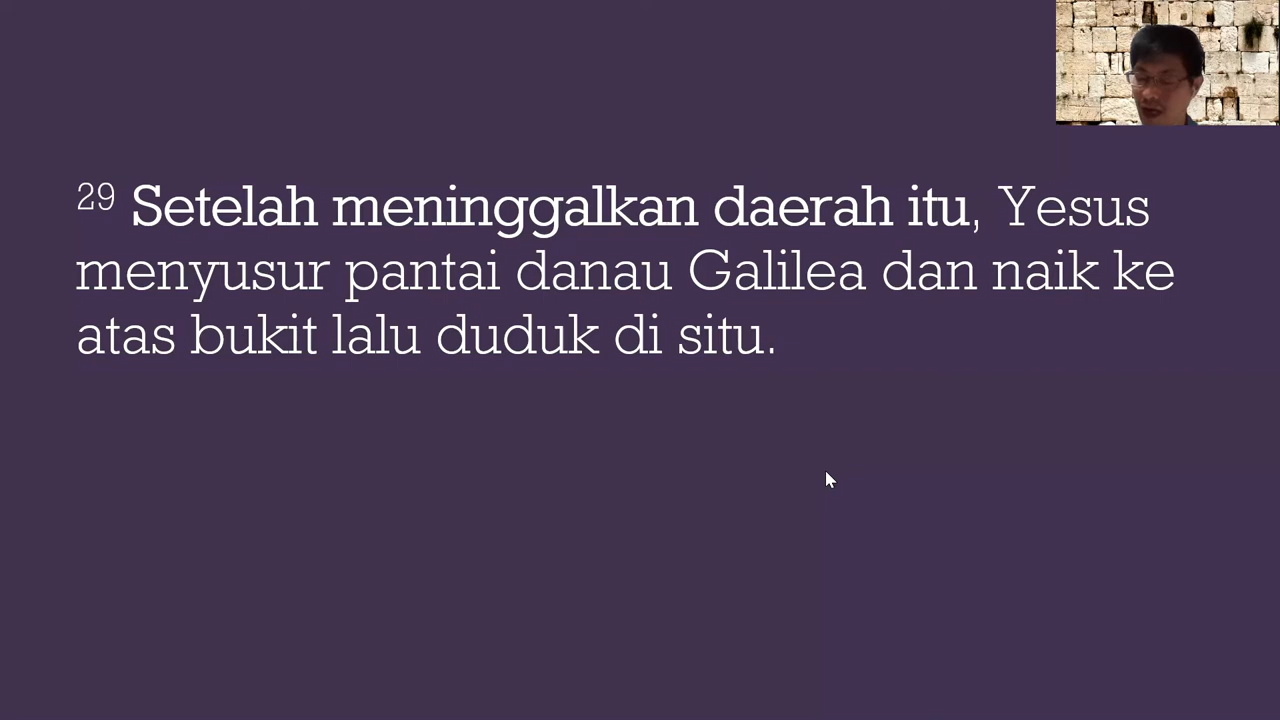 29 Setelah meninggalkan daerah itu, Yesus
menyusur pantai danau Galilea dan naik ke
atas bukit lalu duduk di situ.